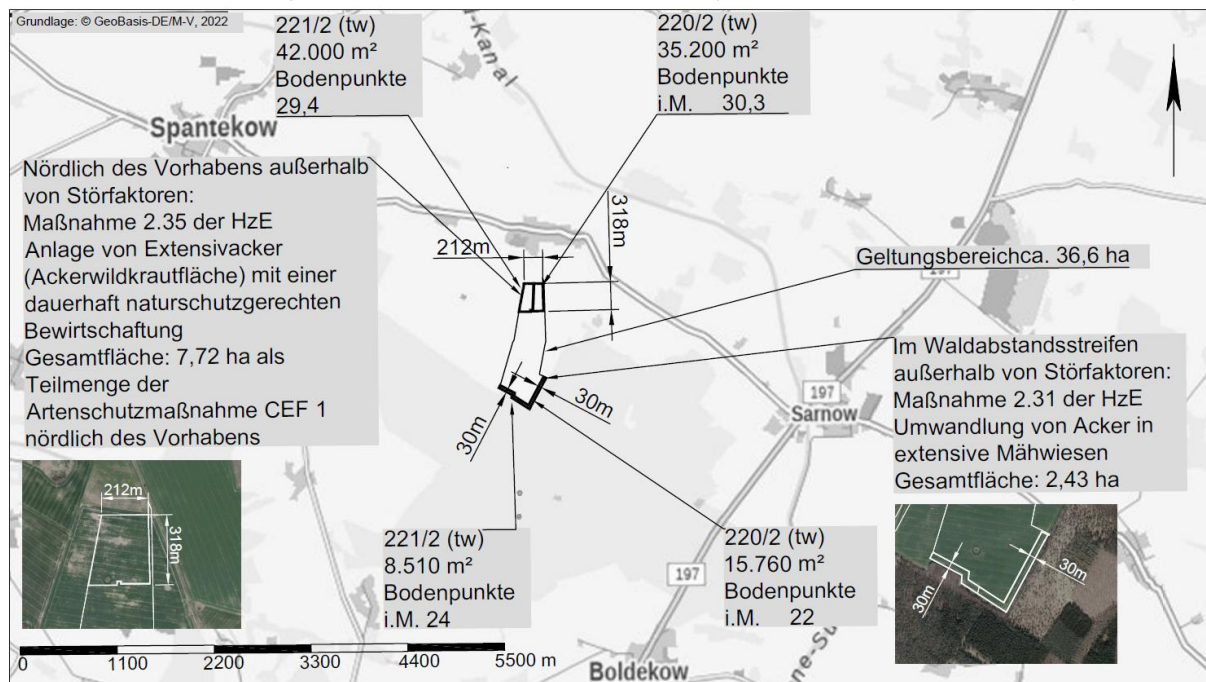 Grundlage: © GeoBasis-DE/M-V, 2022
221/2 (tw)
42.000 m²
Bodenpunkte
29,4
220/2 (tw)
35.200 m²
Bodenpunkte
i.M. 30,3
-Kanal
Spantekow
Nördlich des Vorhabens außerhalb
von Störfaktoren:
Maßnahme 2.35 der HzE
Anlage von Extensivacker
(Ackerwildkrautfläche) mit einer
dauerhaft naturschutzgerechten
Bewirtschaftung
Gesamtfläche: 7,72 ha als
Teilmenge der
Artenschutzmaßnahme CEF 1
nördlich des Vorhabens
212m
318m
Geltungsbereichca. 36,6 ha
197
Im Waldabstandsstreifen
außerhalb von Störfaktoren:
Maßnahme 2.31 der HzE
Umwandlung von Acker in
extensive Mähwiesen
Gesamtfläche: 2,43 ha
30m
30m
197
Sarnow
212m
318m
221/2 (tw)
8.510 m²
Bodenpunkte
i.M. 24
220/2 (tw)
15.760 m²
Bodenpunkte
i.M. 22
197
30m
30m
0 1100 2200 3300 4400 5500 m
Boldekow